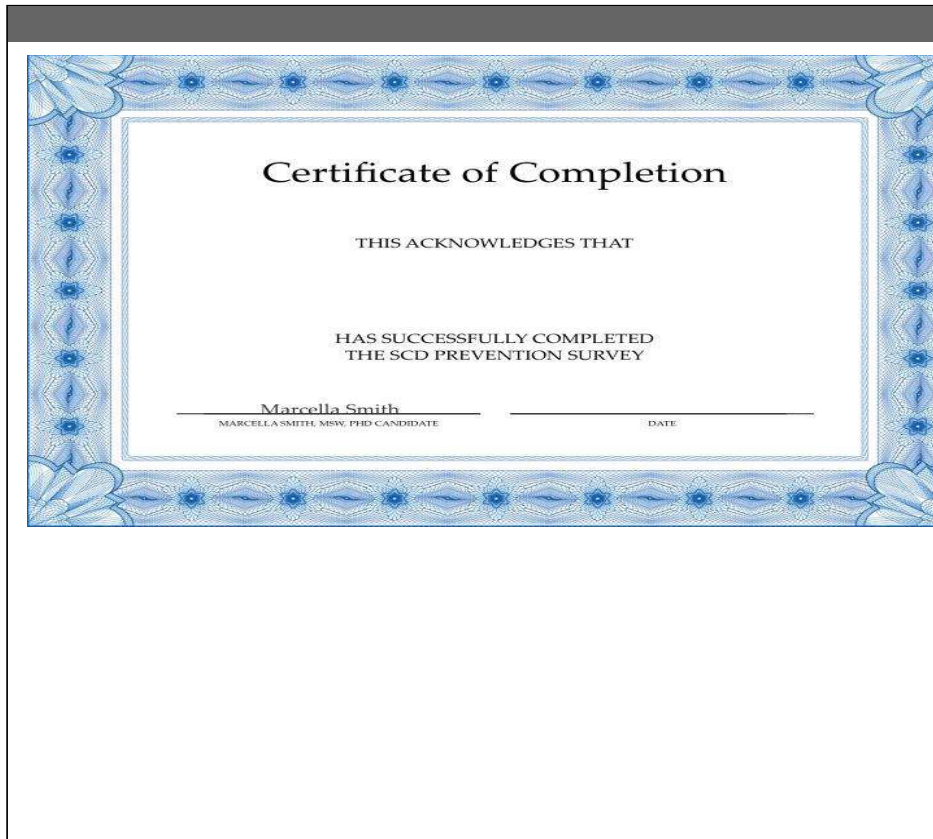 Certificate of Completion
THIS ACKNOWLEDGES THAT
HAS SUCCESSFULLY COMPLETED
THE SCD PREVENTION SURVEY
Marcella Smith
MARCELLA SMITH, MSW, PHD CANDIDATE
DATE